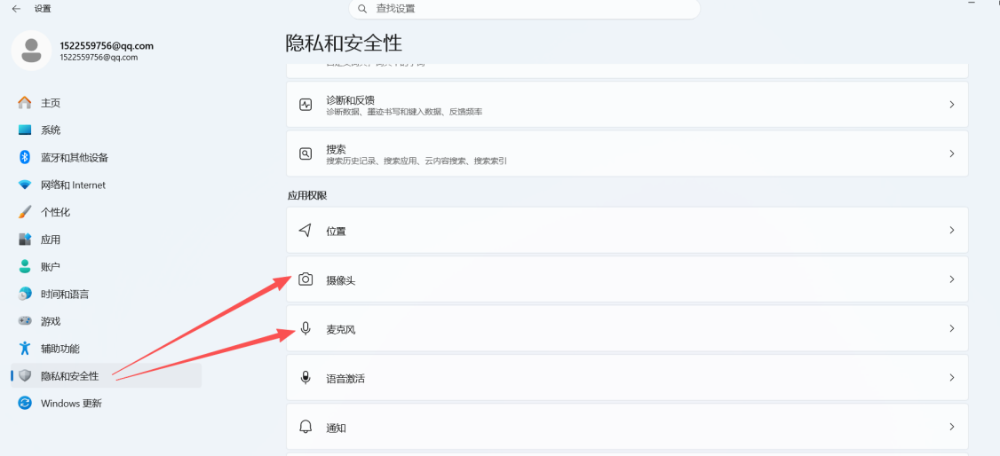 设置
查找设置
1522559756@qq.com
1522559756@qq.com
主页
系统
蓝牙和其他设备
网络和 Internet
个性化
应用
账户
时间和语言
游戏
辅助功能
隐私和安全性
Windows 更新
隐私和安全性
诊断和反馈
诊断数据、墨迹书写和键入数据、反馈频率
搜索
搜索历史记录、搜索应用、云内容搜索、搜索索引
应用权限
位置
摄像头
麦克风
语音激活
通知